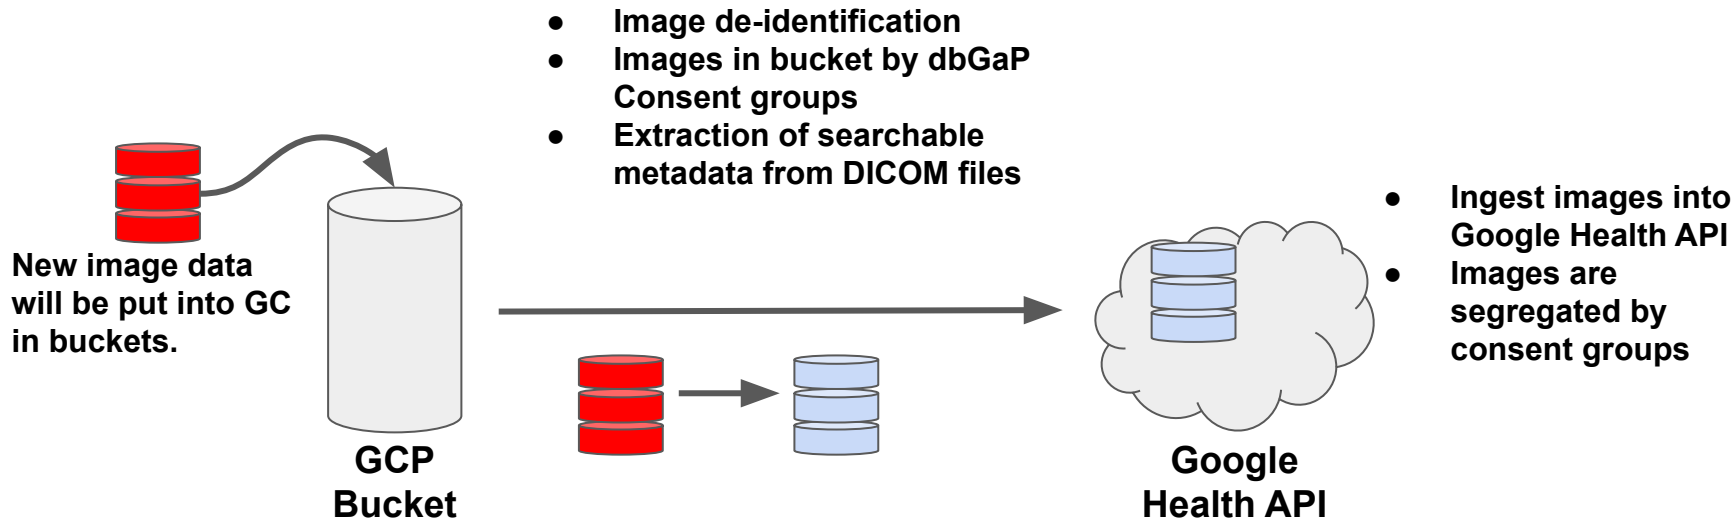 ● Image de-identification
● Images in bucket by dbGaP
Consent groups
● Extraction of searchable
metadata from DICOM files
New image data
will be put into GC
in buckets.
GCP
Bucket
Google
Health API
● Ingest images into
Google Health API
● Images are
segregated by
consent groups